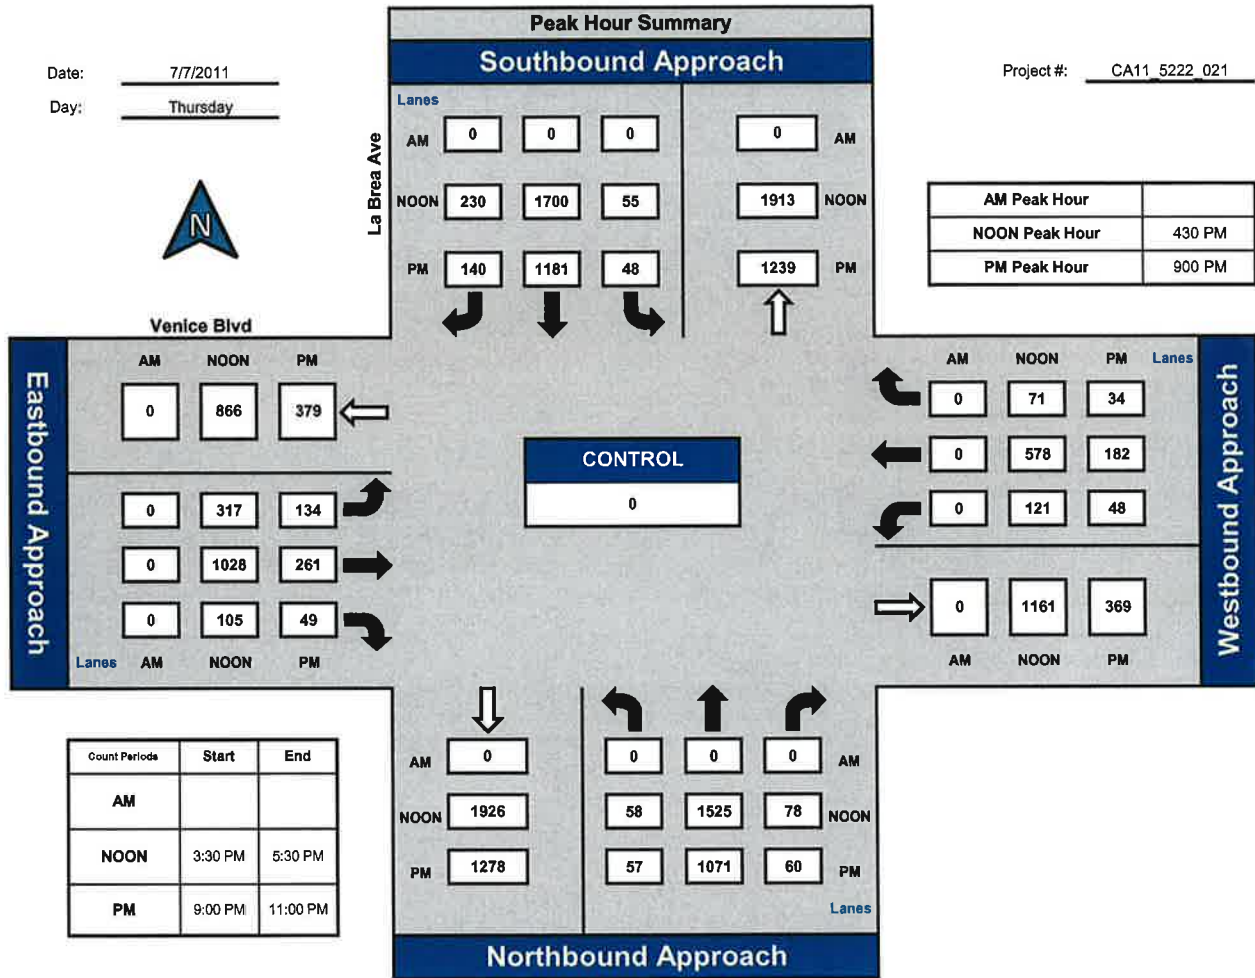 Peak Hour Summary
Southbound Approach
Date: 7/7/2011
Day: Thursday
Project #: CA11_5222_021
N
La Brea Ave
Lanes
AM 0 0 0 0 AM
NOON 230 1700 55 1913 NOON
PM 140 1181 48 1239 PM
AM Peak Hour
NOON Peak Hour 430 PM
PM Peak Hour 900 PM
Venice Blvd
Eastbound Approach
AM NOON PM
0 866 379
0 317 134
0 1028 261
0 105 49
Lanes AM NOON PM
CONTROL
0
AM NOON PM Lanes
0 71 34
0 578 182
0 121 48
0 1161 369
AM NOON PM
Westbound Approach
Count Periods Start End
AM
NOON 3:30 PM 5:30 PM
PM 9:00 PM 11:00 PM
AM 0 0 0 0 AM
NOON 1926 58 1525 78 NOON
PM 1278 57 1071 60 PM
Lanes
Northbound Approach